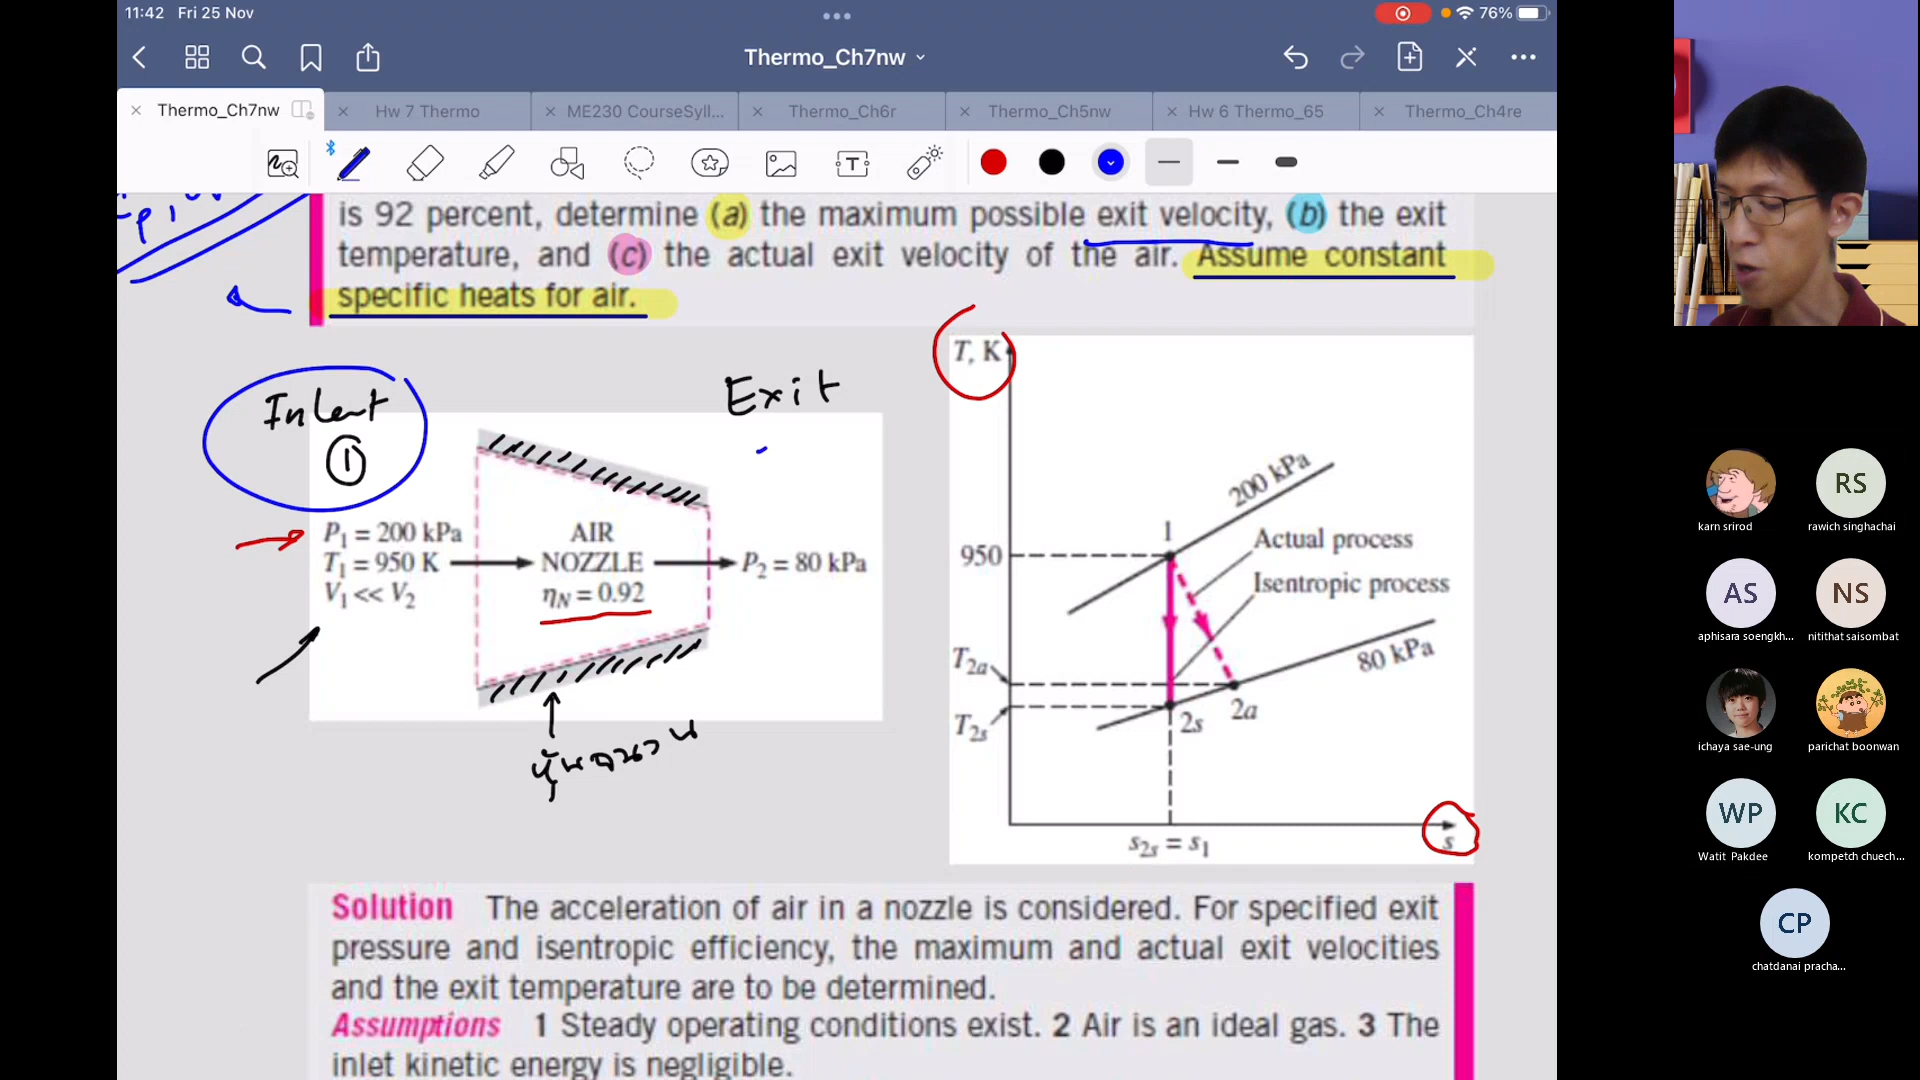 11:42 Fri 25 Nov
76%
Thermo_Ch7nw
Thermo_Ch7nw
Hw 7 Thermo
ME230 CourseSyll...
Thermo_Ch6r
Thermo_Ch5nw
Hw 6 Thermo_65
Thermo_Ch4re
is 92 percent, determine (a) the maximum possible exit velocity, (b) the exit
temperature, and (c) the actual exit velocity of the air. Assume constant
specific heats for air.
Inlent
①
Exit
P₁ = 200 kPa
T₁ = 950 K
V₁ << V₂
AIR
NOZZLE
ηN = 0.92
P₂ = 80 kPa
T, K
200 kPa
1
Actual process
950
Isentropic process
80 kPa
T₂ₐ
T₂ₛ
2s
2a
s₂ₛ = s₁
s
Solution The acceleration of air in a nozzle is considered. For specified exit
pressure and isentropic efficiency, the maximum and actual exit velocities
and the exit temperature are to be determined.
Assumptions 1 Steady operating conditions exist. 2 Air is an ideal gas. 3 The
inlet kinetic energy is negligible.
karn srirod
RS
rawich singhachai
AS
aphisara soengkh...
NS
nitithat saisombat
ichaya sae-ung
parichat boonwan
WP
Watit Pakdee
KC
kompetch chuech...
CP
chatdanai pracha...